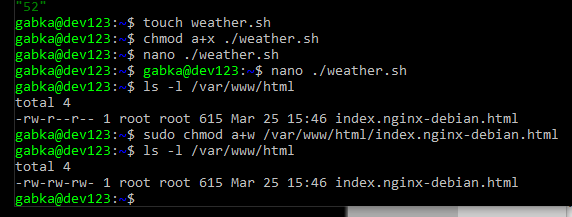 "52"
gabka@dev123:~$ touch weather.sh
gabka@dev123:~$ chmod a+x ./weather.sh
gabka@dev123:~$ nano ./weather.sh
gabka@dev123:~$ gabka@dev123:~$ nano ./weather.sh
gabka@dev123:~$ ls -l /var/www/html
total 4
-rw-r--r-- 1 root root 615 Mar 25 15:46 index.nginx-debian.html
gabka@dev123:~$ sudo chmod a+w /var/www/html/index.nginx-debian.html
gabka@dev123:~$ ls -l /var/www/html
total 4
-rw-rw-rw- 1 root root 615 Mar 25 15:46 index.nginx-debian.html
gabka@dev123:~$